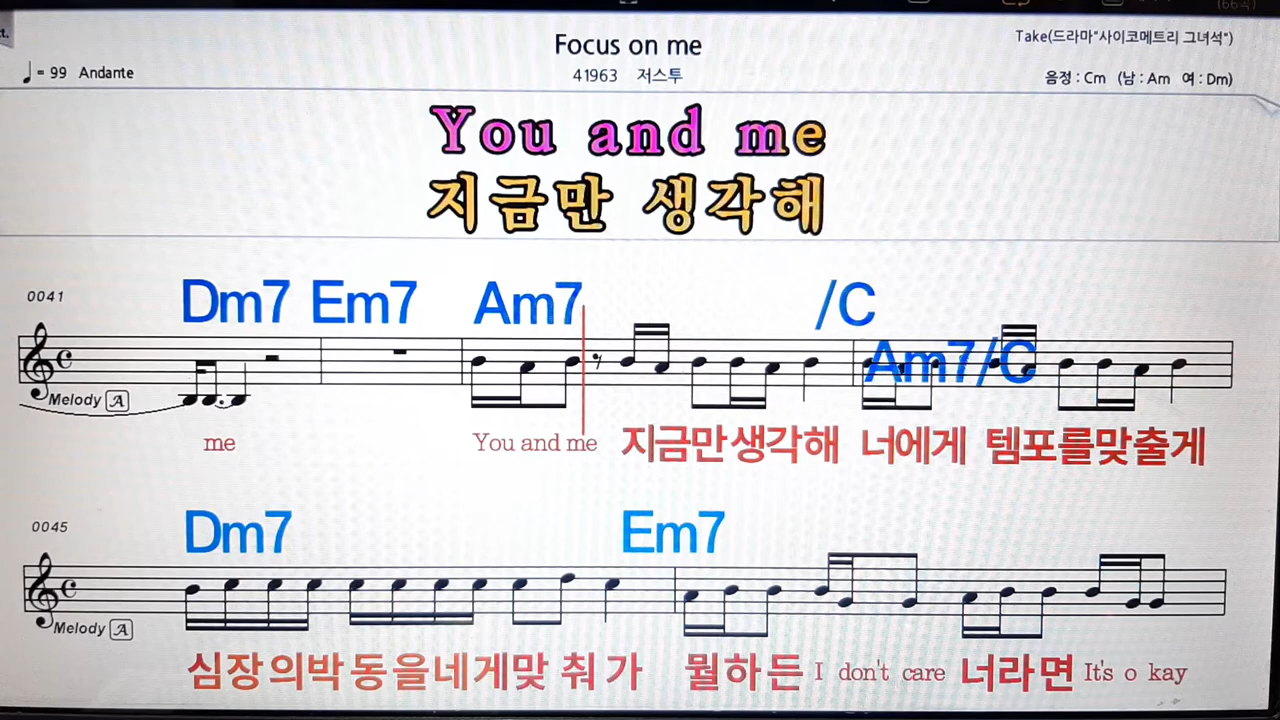 Focus on me
Take(드라마"사이코메트리 그녀석")
♩ = 99 Andante
41963 저스투
음정 : Cm (남 : Am 여 : Dm)
You and me
지금만 생각해
0041
Dm7 Em7 Am7 /C
Am7/C
Melody A
me You and me 지금만생각해 너에게 템포를맞출게
0045
Dm7 Em7
Melody A
심장의박동을네게맞 춰 가 뭘하든 I don't care 너라면 It's o kay